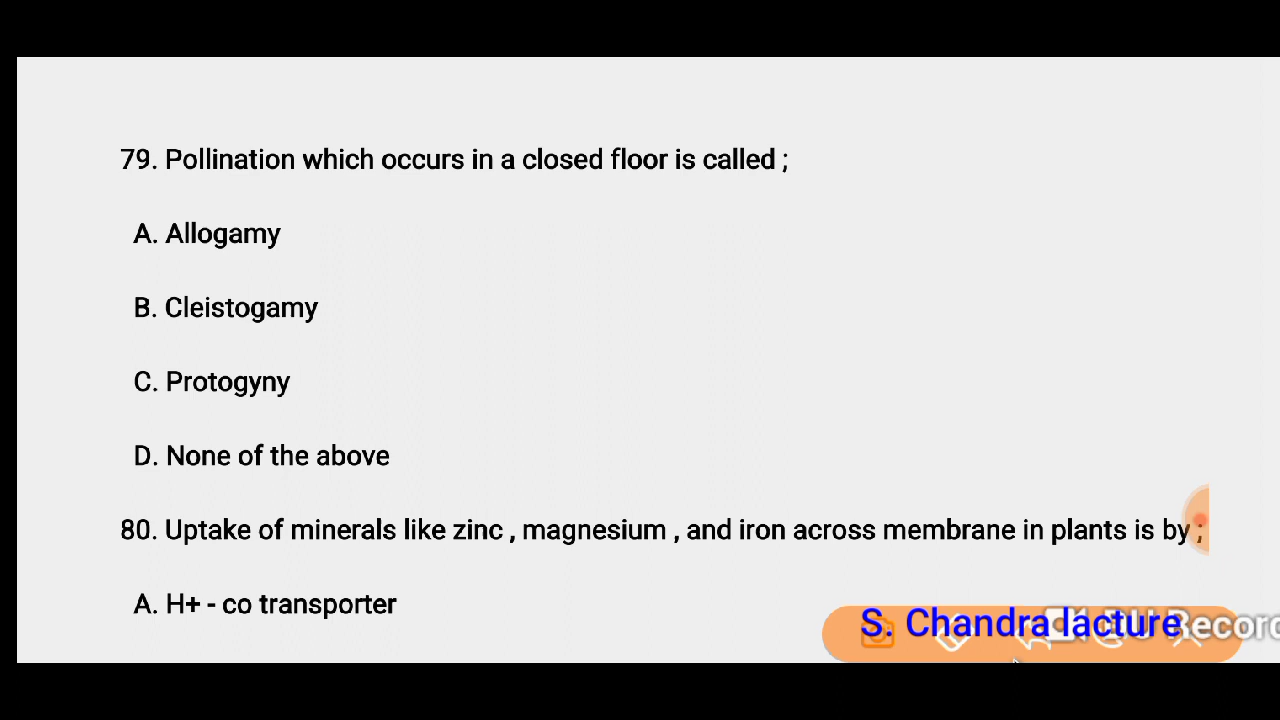 79. Pollination which occurs in a closed floor is called ;
A. Allogamy
B. Cleistogamy
C. Protogyny
D. None of the above
80. Uptake of minerals like zinc , magnesium , and iron across membrane in plants is by ;
A. H+ - co transporter
S. Chandra lacture